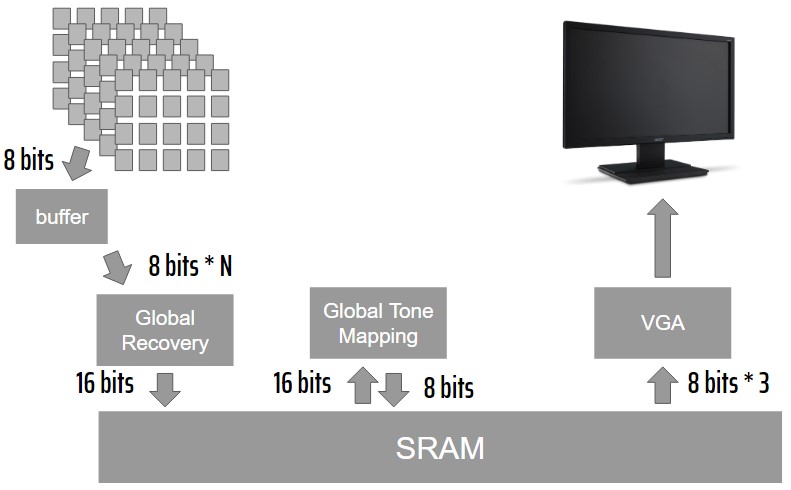 8 bits
buffer
8 bits * N
Global
Recovery
16 bits
Global Tone
Mapping
16 bits
8 bits
VGA
8 bits * 3
SRAM